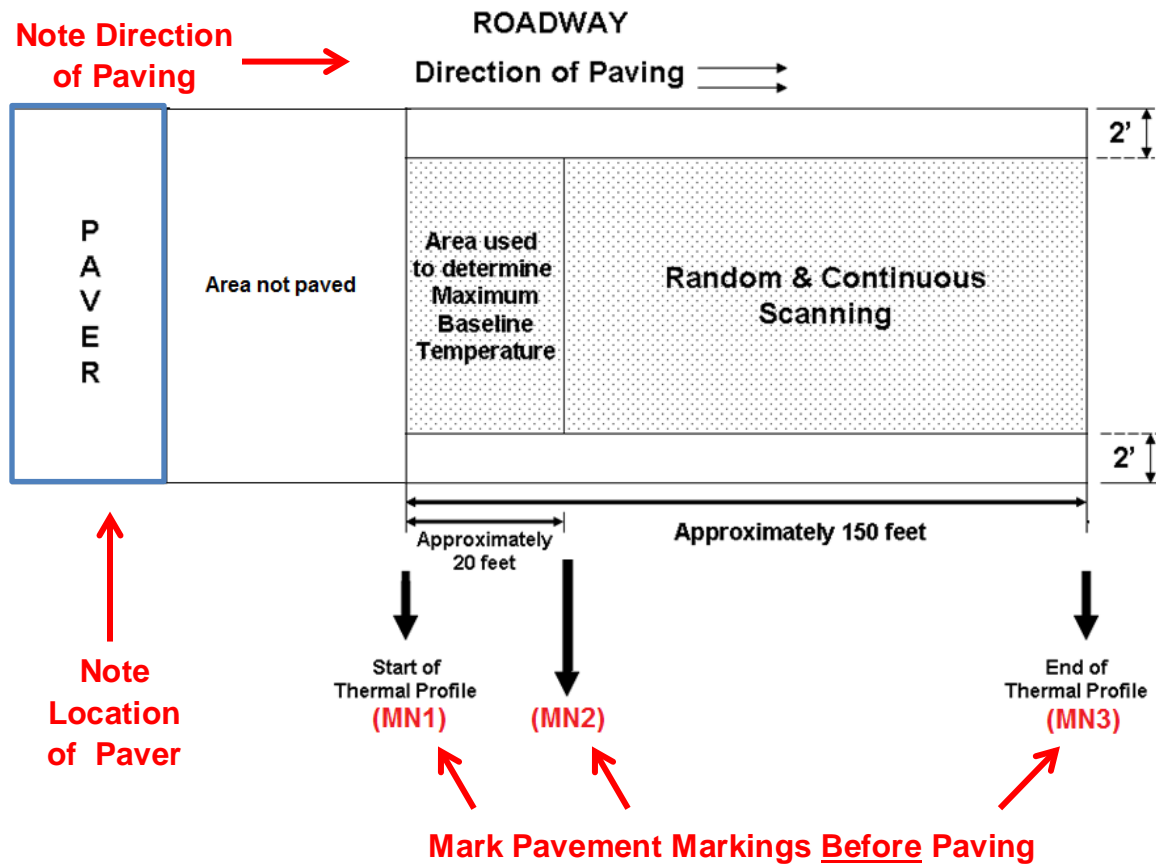 ROADWAY
Note Direction
of Paving
Direction of Paving
2'
P
A
V
E
R
Area not paved
Area used
to determine
Maximum
Baseline
Temperature
Random & Continuous
Scanning
2'
Approximately
20 feet
Approximately 150 feet
Note
Location
of Paver
Start of
Thermal Profile
(MN1)
(MN2)
End of
Thermal Profile
(MN3)
Mark Pavement Markings Before Paving